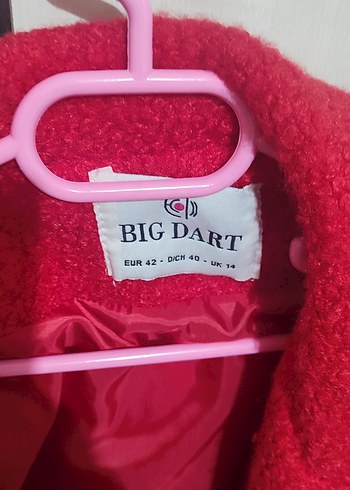 BIG DART
EUR 42 - D/CH 40 - UK 14